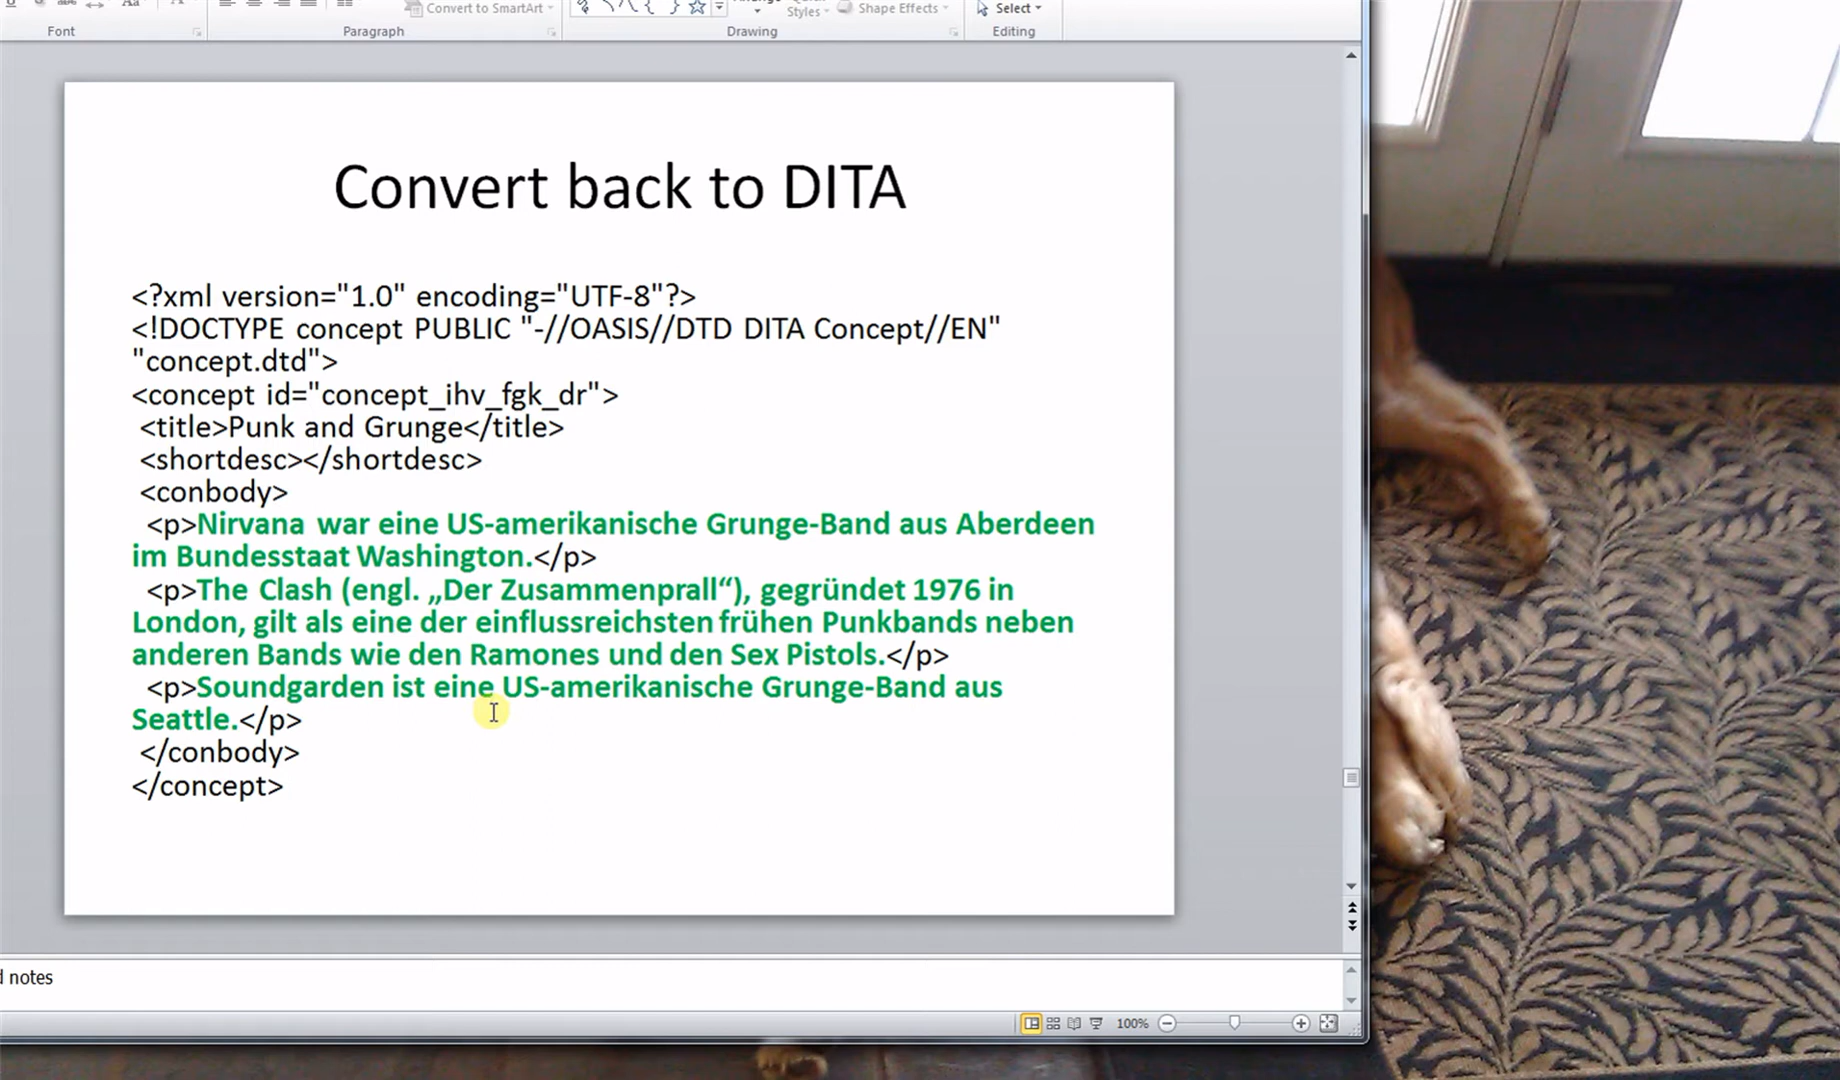 Convert to SmartArt
Styles
Shape Effects
Select
Font
Paragraph
Drawing
Editing
Convert back to DITA
<?xml version="1.0" encoding="UTF-8"?>
<!DOCTYPE concept PUBLIC "-//OASIS//DTD DITA Concept//EN"
"concept.dtd">
<concept id="concept_ihv_fgk_dr">
<title>Punk and Grunge</title>
<shortdesc></shortdesc>
<conbody>
<p>Nirvana war eine US-amerikanische Grunge-Band aus Aberdeen
im Bundesstaat Washington.</p>
<p>The Clash (engl. „Der Zusammenprall“), gegründet 1976 in
London, gilt als eine der einflussreichsten frühen Punkbands neben
anderen Bands wie den Ramones und den Sex Pistols.</p>
<p>Soundgarden ist eine US-amerikanische Grunge-Band aus
Seattle.</p>
</conbody>
</concept>
d notes
100%